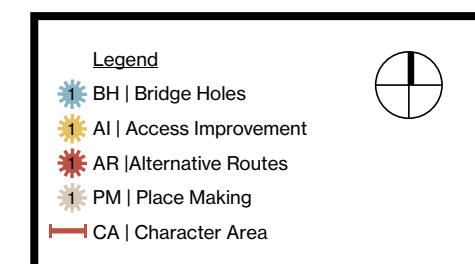 Legend
1 BH | Bridge Holes
1 AI | Access Improvement
1 AR |Alternative Routes
1 PM | Place Making
CA | Character Area